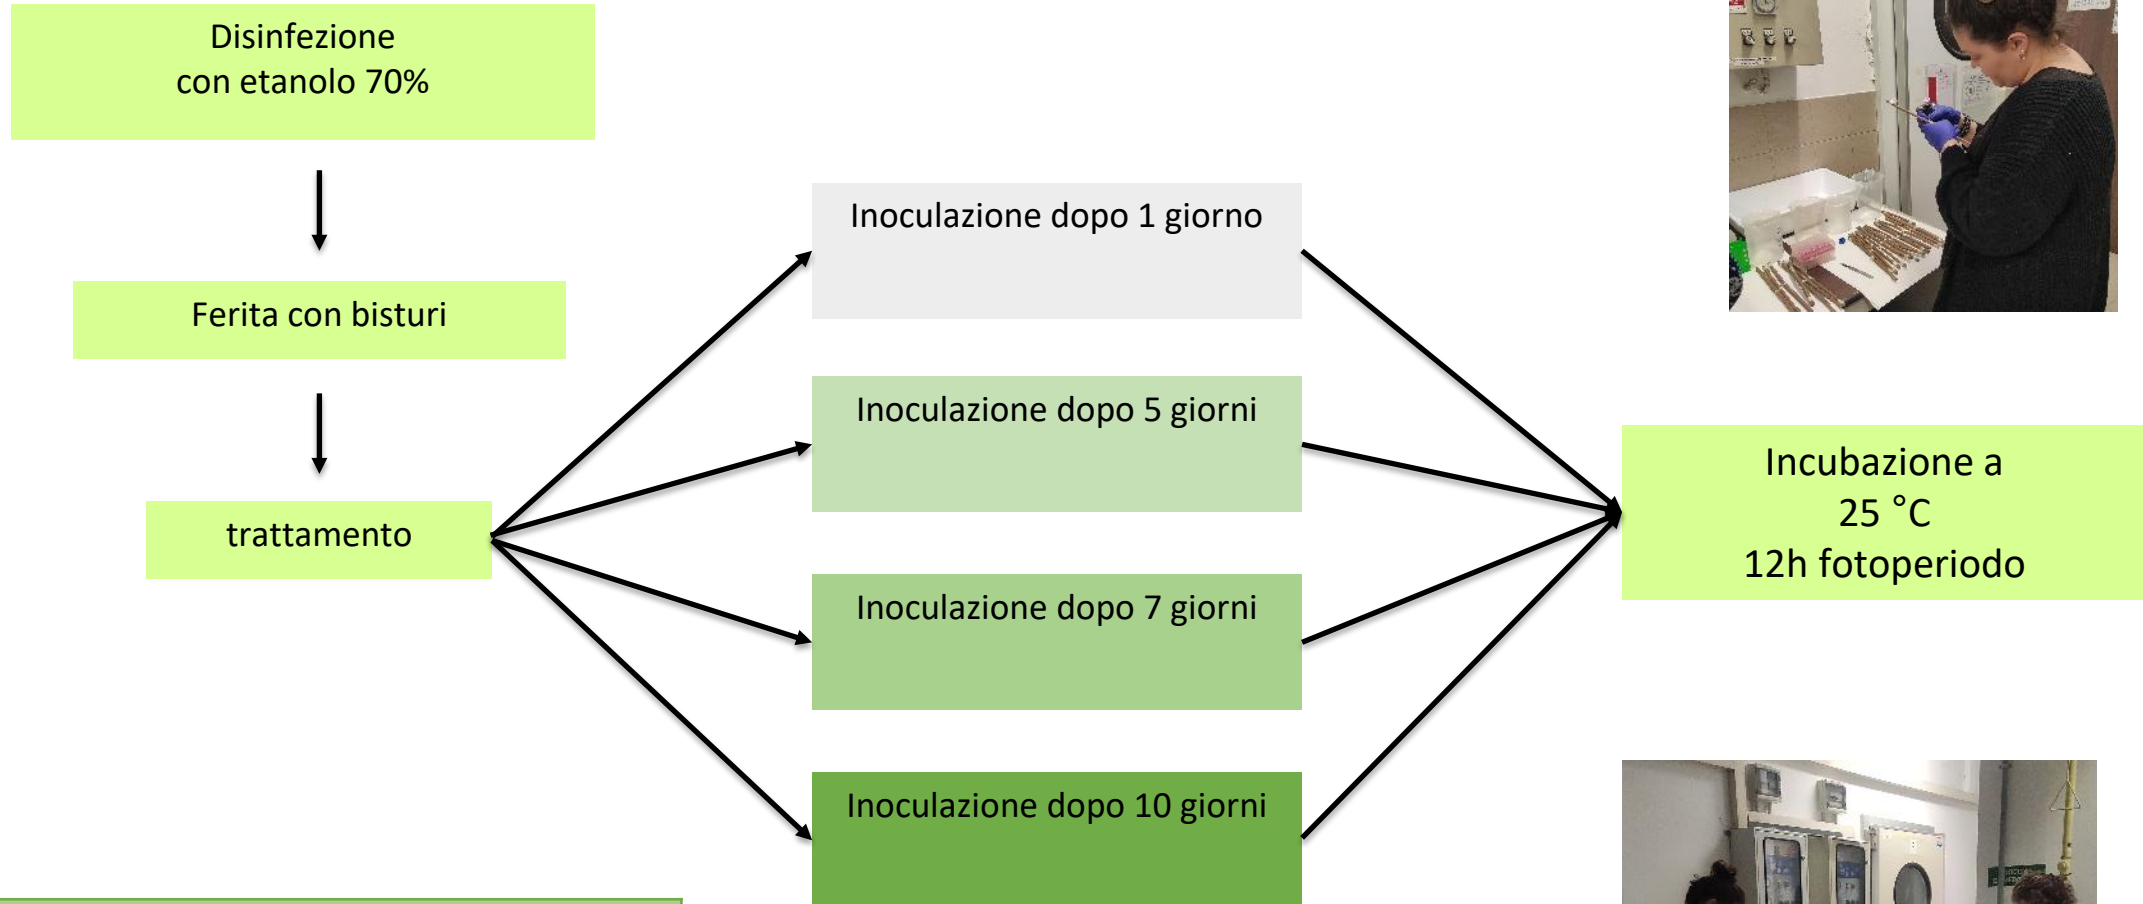 Disinfezione
con etanolo 70%
Ferita con bisturi
trattamento
Inoculazione dopo 1 giorno
Inoculazione dopo 5 giorni
Inoculazione dopo 7 giorni
Inoculazione dopo 10 giorni
Incubazione a
25 °C
12h fotoperiodo